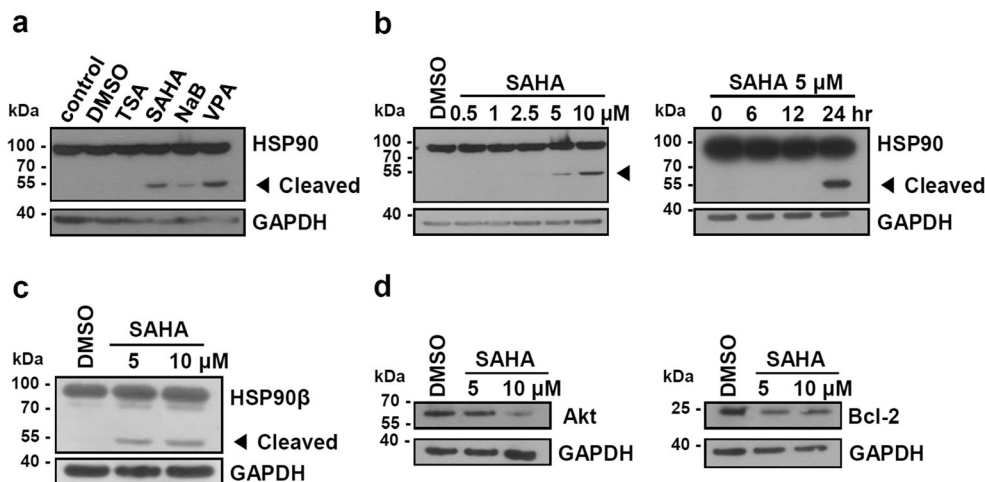 a
control DMSO TSA SAHA NaB VPA
kDa
100 -
70 -
55 -
40 -
HSP90
◄ Cleaved
GAPDH
b
DMSO
SAHA
kDa
0.5 1 2.5 5 10 µM
100 -
70 -
55 -
40 -
◄
SAHA 5 µM
0 6 12 24 hr
100 -
70 -
55 -
40 -
HSP90
◄ Cleaved
GAPDH
c
DMSO
SAHA
kDa
5 10 µM
100 -
70 -
55 -
40 -
HSP90β
◄ Cleaved
GAPDH
d
DMSO
SAHA
kDa
5 10 µM
70 -
55 -
40 -
Akt
GAPDH
DMSO
SAHA
kDa
5 10 µM
25 -
40 -
Bcl-2
GAPDH